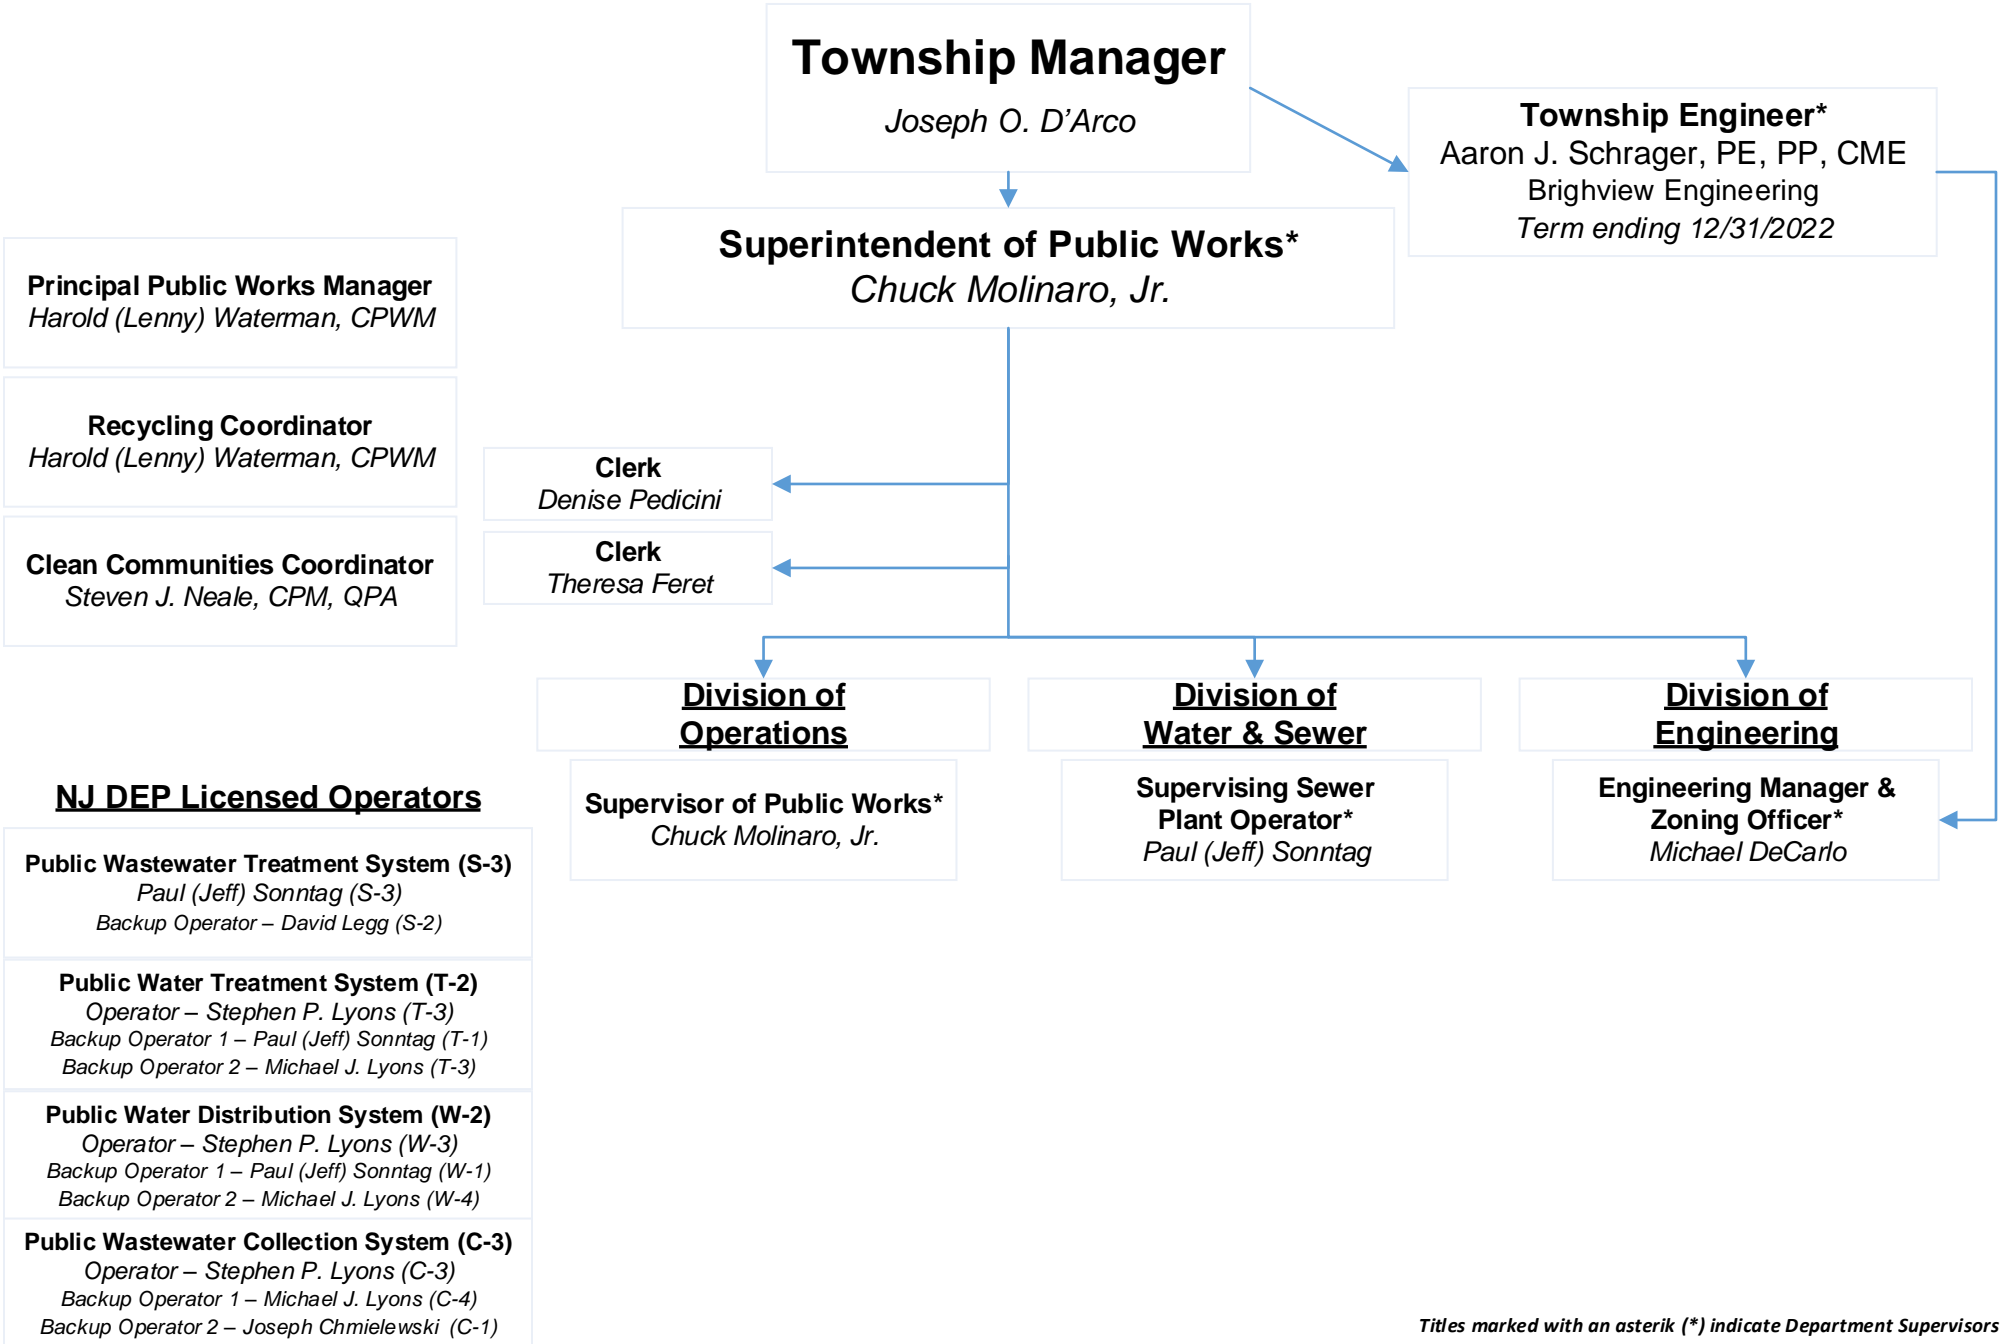 Township Manager
Joseph O. D’Arco
Township Engineer*
Aaron J. Schrager, PE, PP, CME
Brighview Engineering
Term ending 12/31/2022
Superintendent of Public Works*
Chuck Molinaro, Jr.
Principal Public Works Manager
Harold (Lenny) Waterman, CPWM
Recycling Coordinator
Harold (Lenny) Waterman, CPWM
Clean Communities Coordinator
Steven J. Neale, CPM, QPA
Clerk
Denise Pedicini
Clerk
Theresa Feret
Division of
Operations
Supervisor of Public Works*
Chuck Molinaro, Jr.
Division of
Water & Sewer
Supervising Sewer
Plant Operator*
Paul (Jeff) Sonntag
Division of
Engineering
Engineering Manager &
Zoning Officer*
Michael DeCarlo
NJ DEP Licensed Operators
Public Wastewater Treatment System (S-3)
Paul (Jeff) Sonntag (S-3)
Backup Operator – David Legg (S-2)
Public Water Treatment System (T-2)
Operator – Stephen P. Lyons (T-3)
Backup Operator 1 – Paul (Jeff) Sonntag (T-1)
Backup Operator 2 – Michael J. Lyons (T-3)
Public Water Distribution System (W-2)
Operator – Stephen P. Lyons (W-3)
Backup Operator 1 – Paul (Jeff) Sonntag (W-1)
Backup Operator 2 – Michael J. Lyons (W-4)
Public Wastewater Collection System (C-3)
Operator – Stephen P. Lyons (C-3)
Backup Operator 1 – Michael J. Lyons (C-4)
Backup Operator 2 – Joseph Chmielewski (C-1)
Titles marked with an asterik (*) indicate Department Supervisors